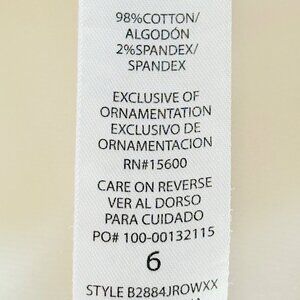 98%COTTON/
ALGODÓN
2%SPANDEX/
SPANDEX
EXCLUSIVE OF
ORNAMENTATION
EXCLUSIVO DE
ORNAMENTACION
RN#15600
CARE ON REVERSE
VER AL DORSO
PARA CUIDADO
PO# 100-00132115
6
STYLE B2884JROWXX